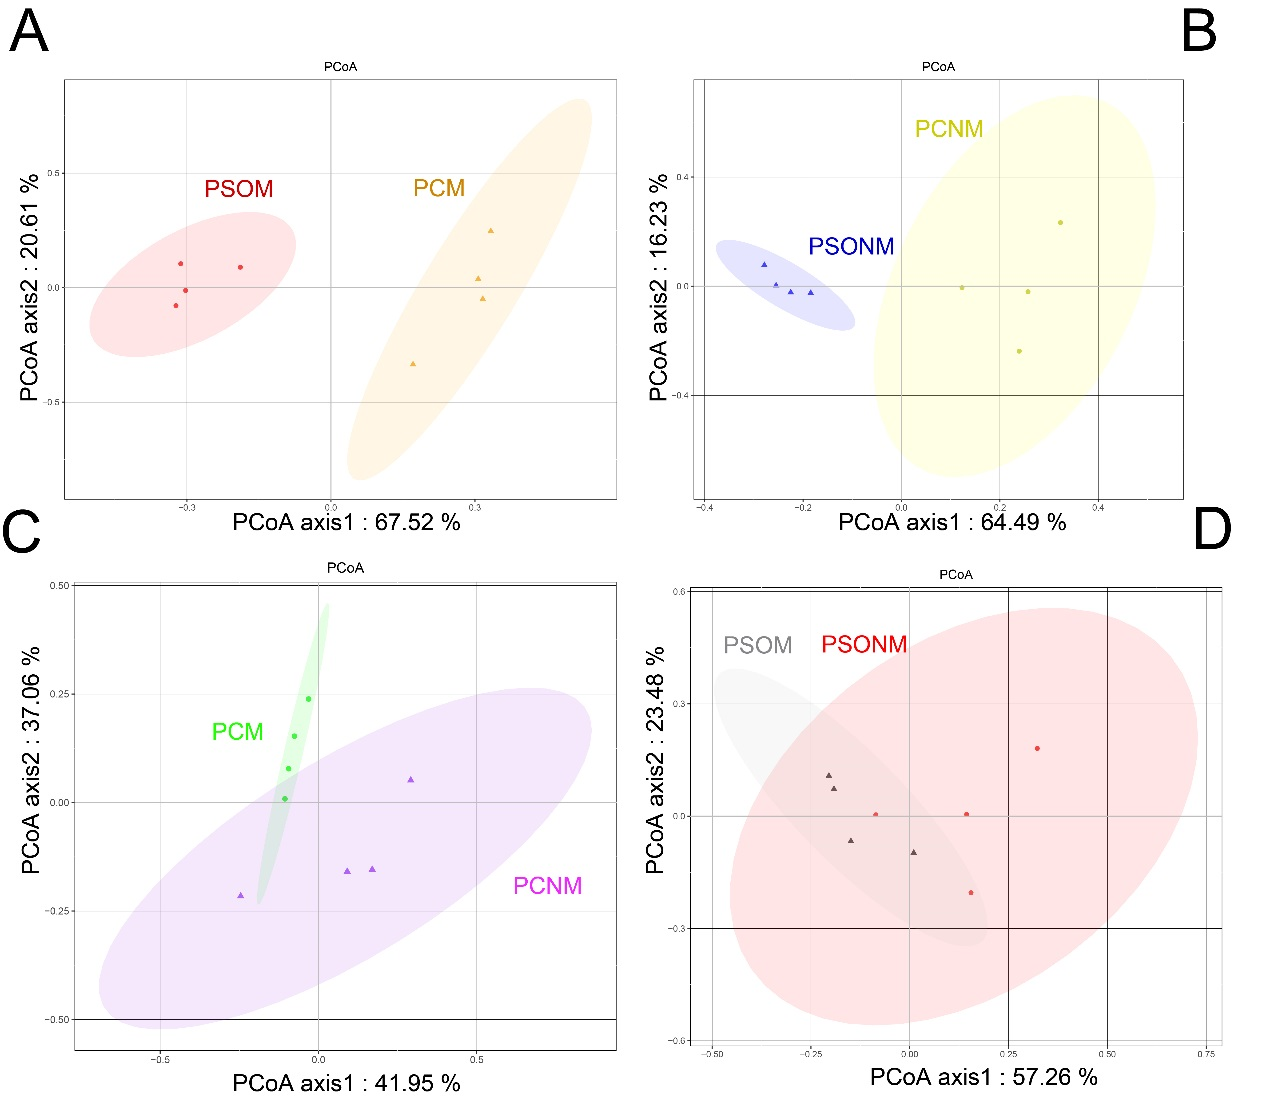 A
PCoA
PSOM
PCM
PCoA axis2 : 20.61 %
0.5
0.0
−0.5
−0.3
0.0
0.3
PCoA axis1 : 67.52 %
B
PCoA
PCNM
PSONM
PCoA axis2 : 16.23 %
0.4
0.0
−0.4
−0.4
−0.2
0.0
0.2
0.4
PCoA axis1 : 64.49 %
C
PCoA
PCM
PCNM
PCoA axis2 : 37.06 %
0.50
0.25
0.00
−0.25
−0.50
−0.5
0.0
0.5
PCoA axis1 : 41.95 %
D
PCoA
PSOM
PSONM
PCoA axis2 : 23.48 %
0.6
0.3
0.0
−0.3
−0.6
−0.50
−0.25
0.00
0.25
0.50
0.75
PCoA axis1 : 57.26 %